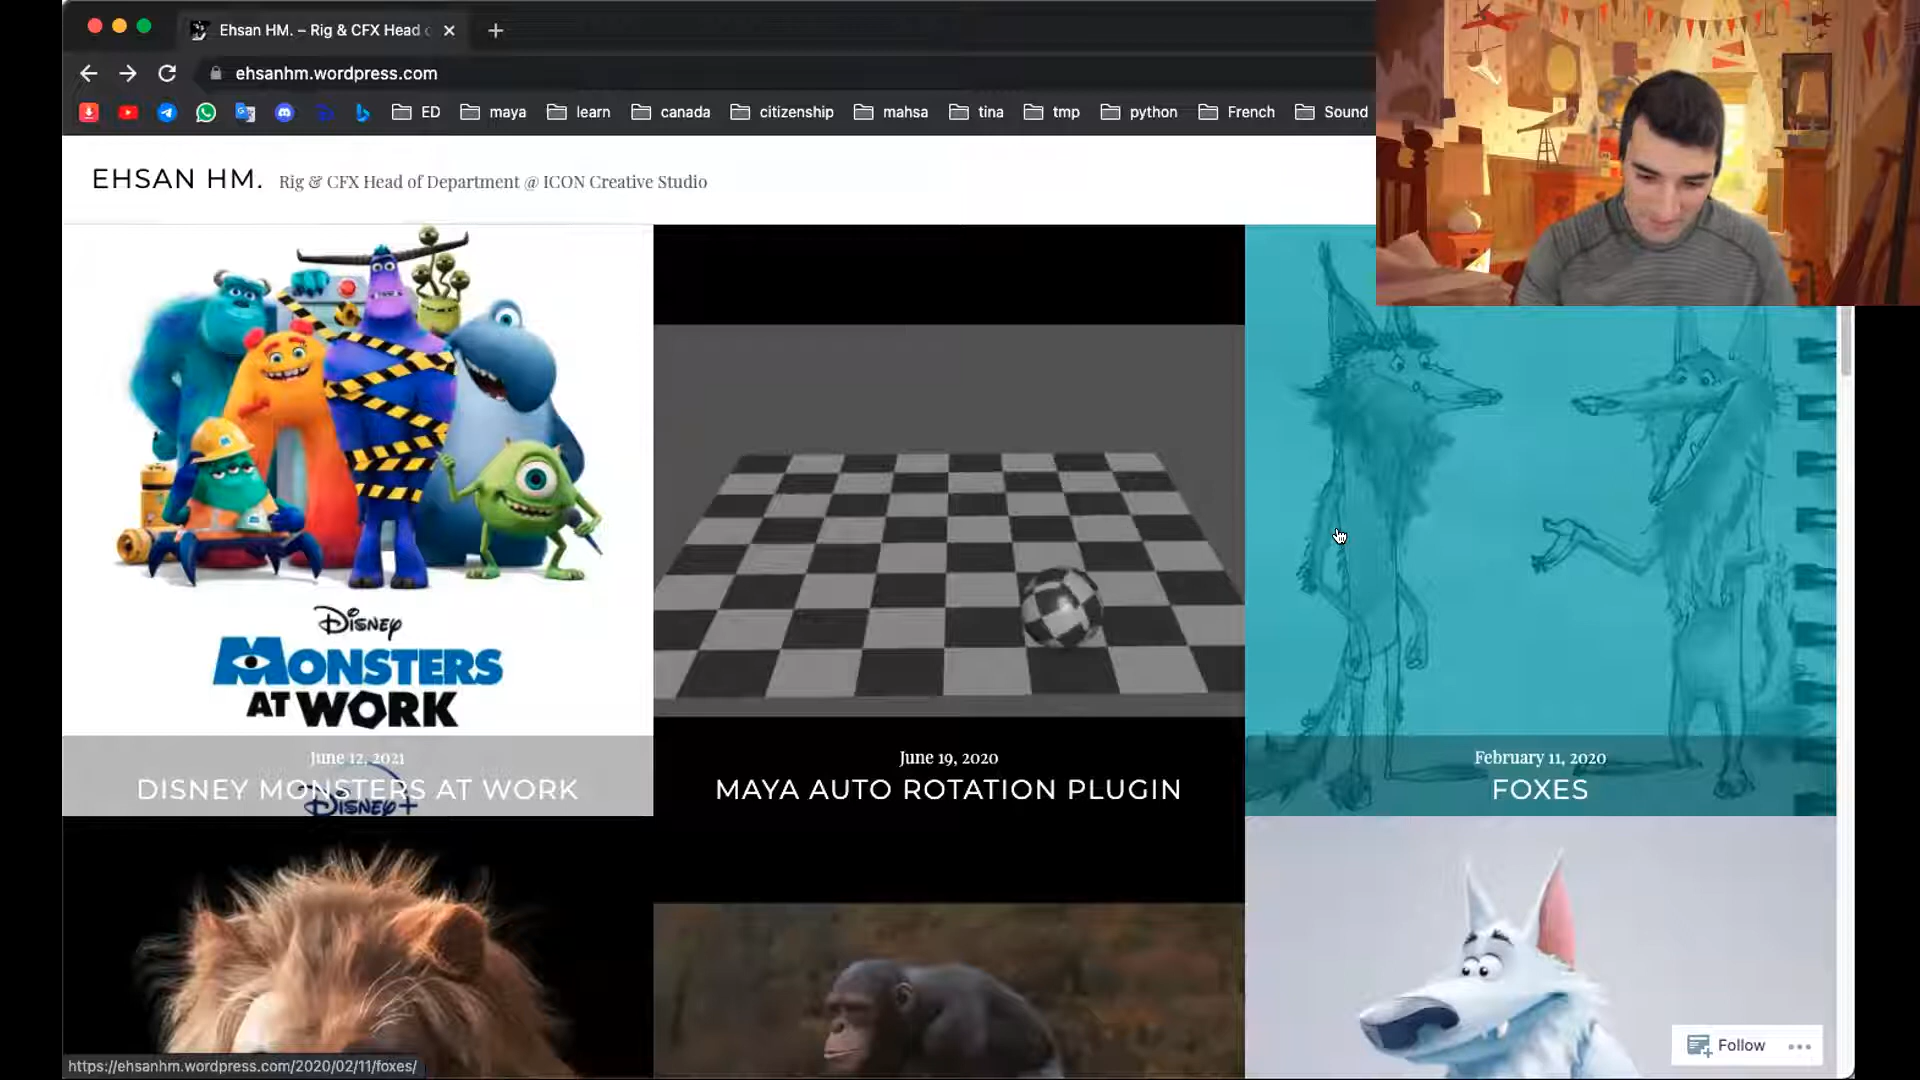 Ehsan HM. – Rig & CFX Head
ehsanhm.wordpress.com
ED maya learn canada citizenship mahsa tina tmp python French Sound
EHSAN HM. Rig & CFX Head of Department @ ICON Creative Studio
DISNEY
MONSTERS
AT WORK
June 12, 2021
DISNEY MONSTERS AT WORK
DISNEY+
June 19, 2020
MAYA AUTO ROTATION PLUGIN
February 11, 2020
FOXES
Follow
https://ehsanhm.wordpress.com/2020/02/11/foxes/